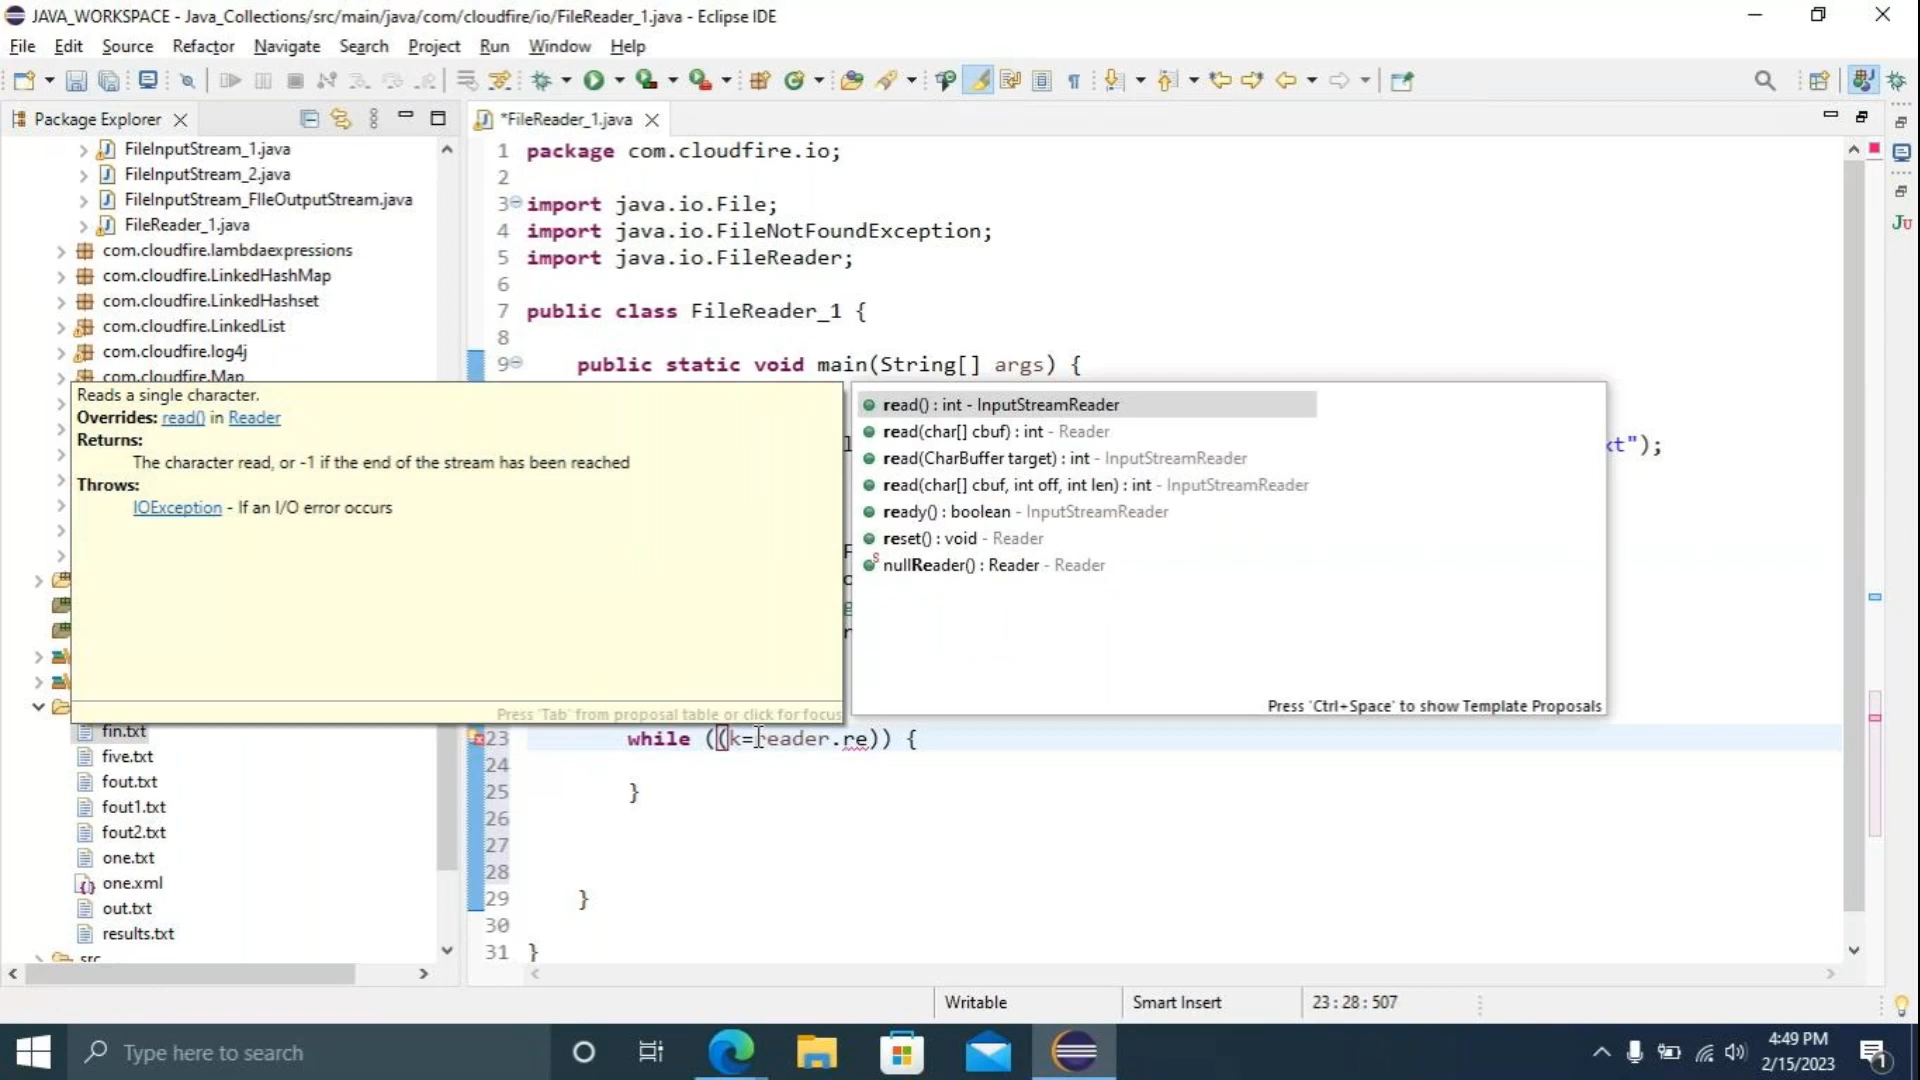 JAVA_WORKSPACE - Java_Collections/src/main/java/com/cloudfire/io/FileReader_1.java - Eclipse IDE
File Edit Source Refactor Navigate Search Project Run Window Help
Package Explorer
*FileReader_1.java
FileInputStream_1.java
FileInputStream_2.java
FileInputStream_FIleOutputStream.java
FileReader_1.java
com.cloudfire.lambdaexpressions
com.cloudfire.LinkedHashMap
com.cloudfire.LinkedHashset
com.cloudfire.LinkedList
com.cloudfire.log4j
com.cloudfire.Map
fin.txt
five.txt
fout.txt
fout1.txt
fout2.txt
one.txt
one.xml
out.txt
results.txt
src
1 package com.cloudfire.io;
2
3 import java.io.File;
4 import java.io.FileNotFoundException;
5 import java.io.FileReader;
6
7 public class FileReader_1 {
8
9 public static void main(String[] args) {
Reads a single character.
Overrides: read() in Reader
Returns:
The character read, or -1 if the end of the stream has been reached
Throws:
IOException - If an I/O error occurs
Press 'Tab' from proposal table or click for focus
read() : int - InputStreamReader
read(char[] cbuf) : int - Reader
read(CharBuffer target) : int - InputStreamReader
read(char[] cbuf, int off, int len) : int - InputStreamReader
ready() : boolean - InputStreamReader
reset() : void - Reader
nullReader() : Reader - Reader
Press 'Ctrl+Space' to show Template Proposals
xt");
23 while ((k=reader.re)) {
24
25 }
26
27
28
29 }
30
31 }
Writable
Smart Insert
23 : 28 : 507
Type here to search
4:49 PM
2/15/2023
1
JU